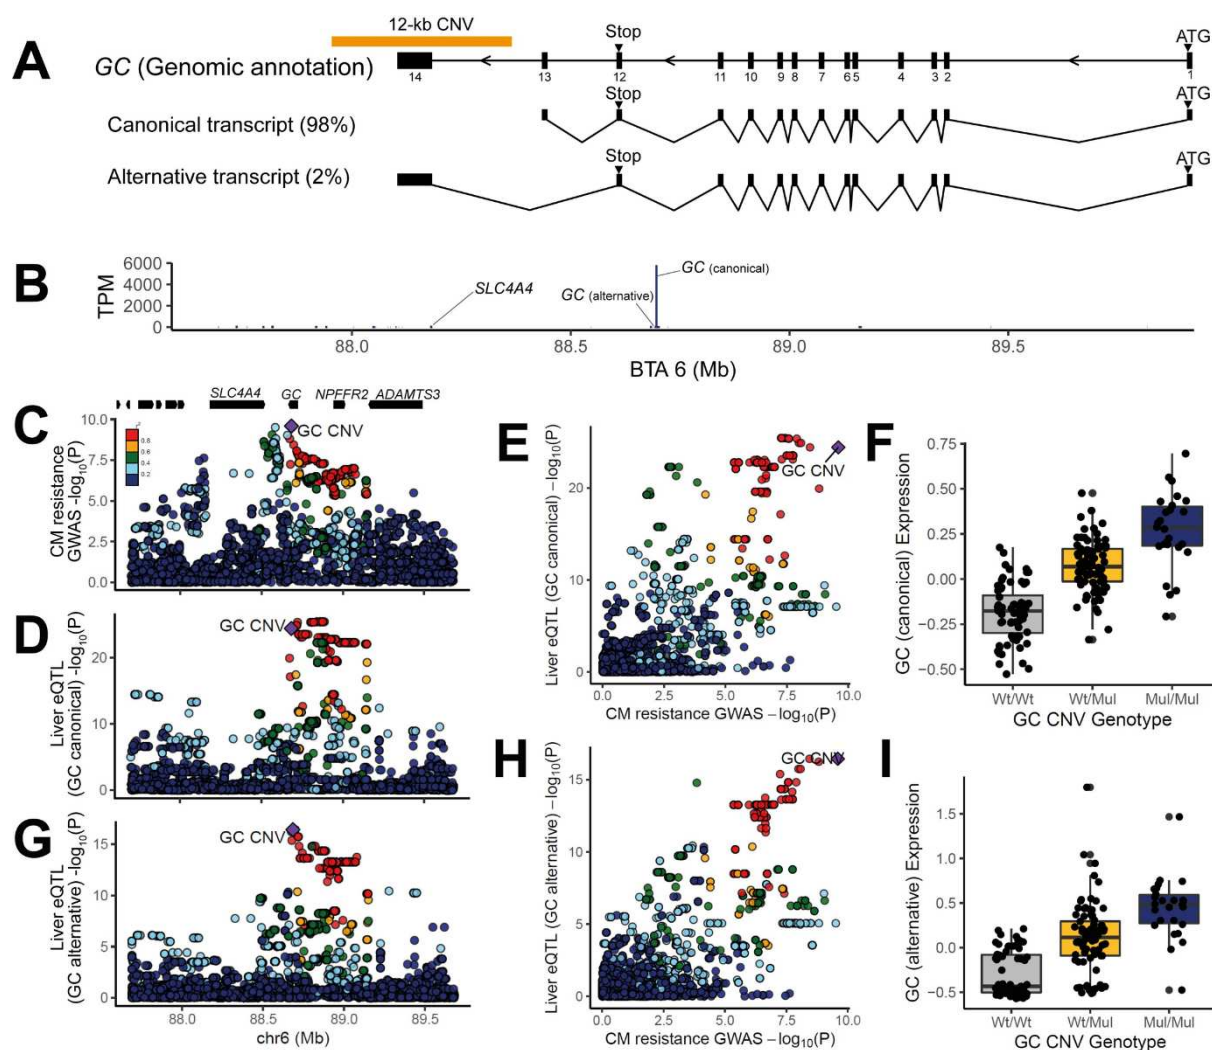 A
12-kb CNV
Stop
ATG
GC (Genomic annotation)
14 13 12 11 10 9 8 7 6 5 4 3 2 1
Stop
ATG
Canonical transcript (98%)
Stop
ATG
Alternative transcript (2%)
B
TPM
6000
4000
2000
0
SLC4A4
GC (alternative)
GC (canonical)
88.0 88.5 89.0 89.5
BTA 6 (Mb)
SLC4A4 GC NPFFR2 ADAMTS3
C
CM resistance
GWAS -log10(P)
10.0
7.5
5.0
2.5
0.0
0.8
0.6
0.4
0.2
GC CNV
D
Liver eQTL
(GC canonical) -log10(P)
20
10
0
GC CNV
G
Liver eQTL
(GC alternative) -log10(P)
15
10
5
0
GC CNV
88.0 88.5 89.0 89.5
chr6 (Mb)
E
Liver eQTL (GC canonical) -log10(P)
20
10
0
GC CNV
0.0 2.5 5.0 7.5 10.0
CM resistance GWAS -log10(P)
F
GC (canonical) Expression
0.75
0.50
0.25
0.00
-0.25
-0.50
Wt/Wt Wt/Mul Mul/Mul
GC CNV Genotype
H
Liver eQTL (GC alternative) -log10(P)
15
10
5
0
GC CNV
0.0 2.5 5.0 7.5 10.0
CM resistance GWAS -log10(P)
I
GC (alternative) Expression
1.5
1.0
0.5
0.0
-0.5
Wt/Wt Wt/Mul Mul/Mul
GC CNV Genotype